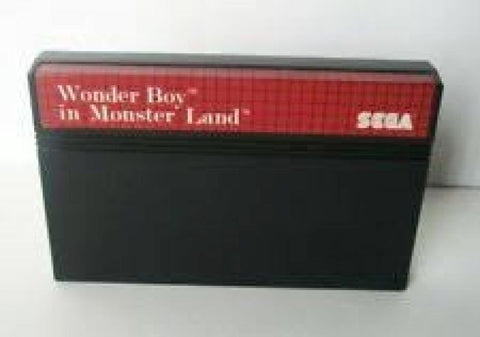 Wonder Boy™
in Monster Land™
SEGA